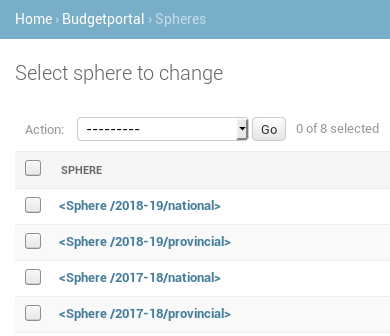 Home › Budgetportal › Spheres
Select sphere to change
Action: --------- Go 0 of 8 selected
SPHERE
<Sphere /2018-19/national>
<Sphere /2018-19/provincial>
<Sphere /2017-18/national>
<Sphere /2017-18/provincial>